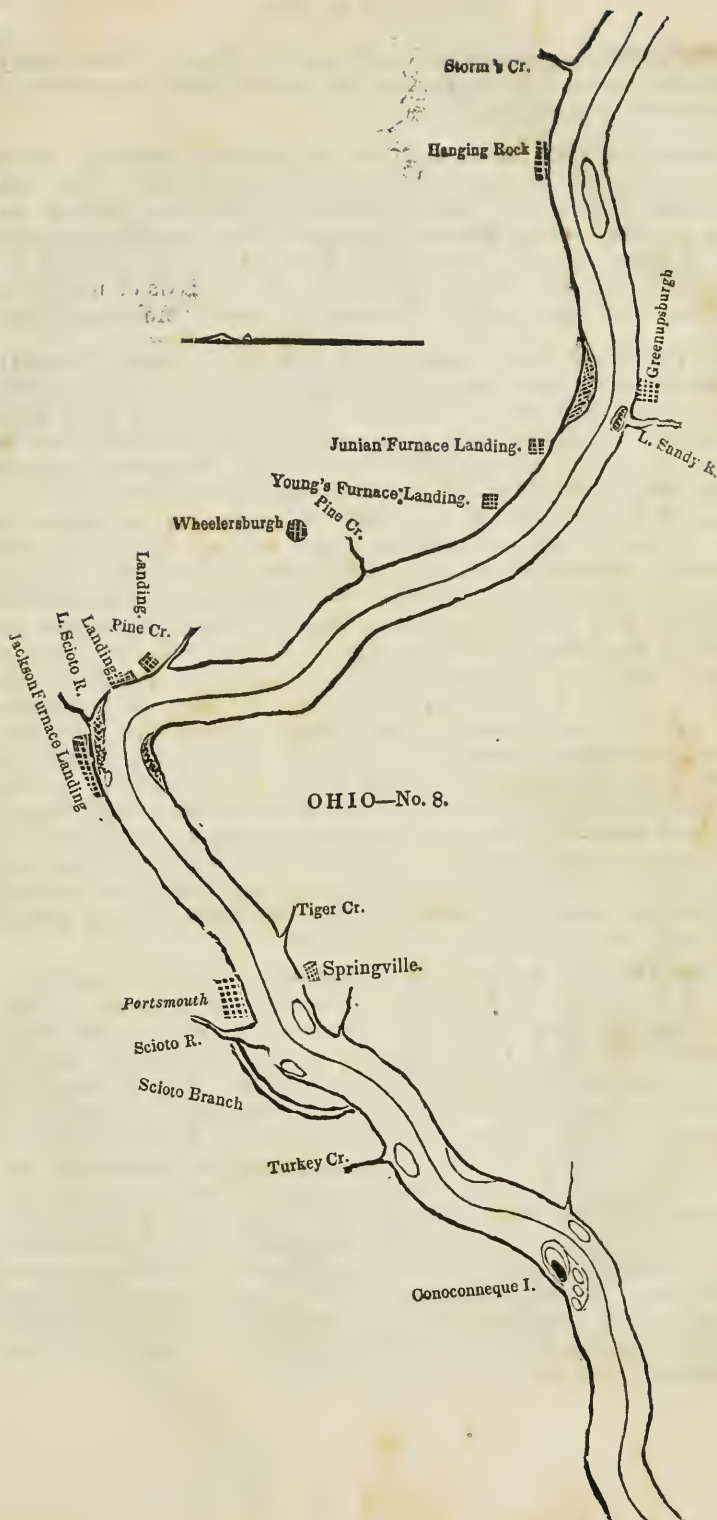 Storm's Cr.
Hanging Rock
Greenupsburgh
L. Sandy R.
Junian Furnace Landing.
Young's Furnace Landing.
Pine Cr.
Wheelersburgh
Landing.
Pine Cr.
Landing.
L. Scioto R.
Jackson Furnace Landing
OHIO—No. 8.
Tiger Cr.
Springville.
Portsmouth
Scioto R.
Scioto Branch
Turkey Cr.
Conoconneque I.